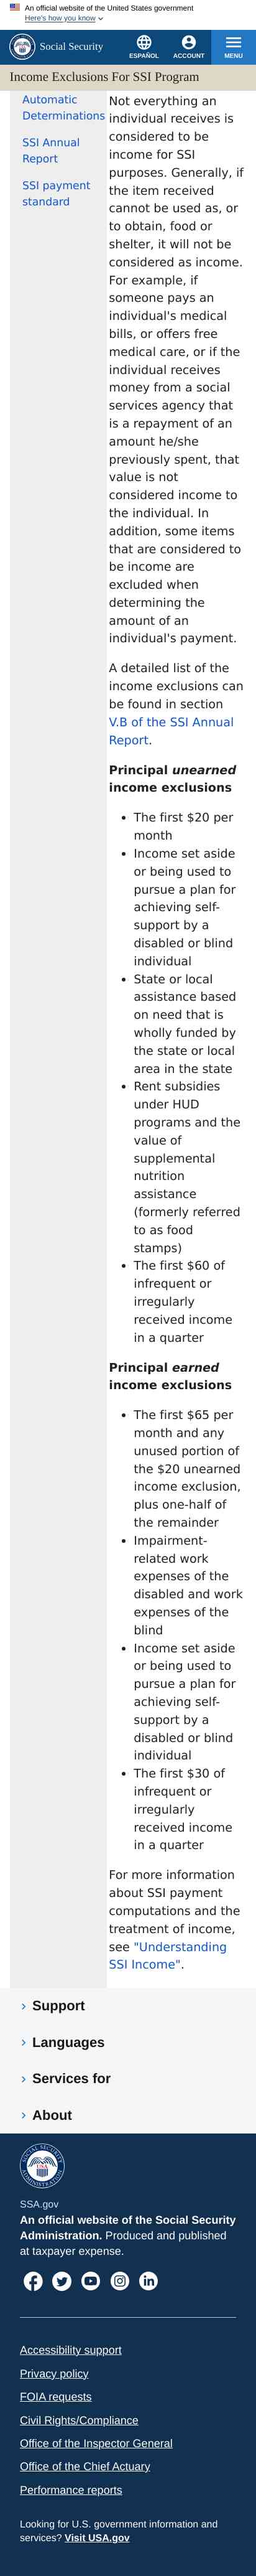 An official website of the United States government
Here's how you know
Social Security
ESPAÑOL
ACCOUNT
MENU
Income Exclusions For SSI Program
Automatic
Determinations
SSI Annual
Report
SSI payment
standard
Not everything an
individual receives is
considered to be
income for SSI
purposes. Generally, if
the item received
cannot be used as, or
to obtain, food or
shelter, it will not be
considered as income.
For example, if
someone pays an
individual's medical
bills, or offers free
medical care, or if the
individual receives
money from a social
services agency that
is a repayment of an
amount he/she
previously spent, that
value is not
considered income to
the individual. In
addition, some items
that are considered to
be income are
excluded when
determining the
amount of an
individual's payment.
A detailed list of the
income exclusions can
be found in section
V.B of the SSI Annual
Report.
Principal unearned
income exclusions
• The first $20 per
month
• Income set aside
or being used to
pursue a plan for
achieving self-
support by a
disabled or blind
individual
• State or local
assistance based
on need that is
wholly funded by
the state or local
area in the state
• Rent subsidies
under HUD
programs and the
value of
supplemental
nutrition
assistance
(formerly referred
to as food
stamps)
• The first $60 of
infrequent or
irregularly
received income
in a quarter
Principal earned
income exclusions
• The first $65 per
month and any
unused portion of
the $20 unearned
income exclusion,
plus one-half of
the remainder
• Impairment-
related work
expenses of the
disabled and work
expenses of the
blind
• Income set aside
or being used to
pursue a plan for
achieving self-
support by a
disabled or blind
individual
• The first $30 of
infrequent or
irregularly
received income
in a quarter
For more information
about SSI payment
computations and the
treatment of income,
see "Understanding
SSI Income".
Support
Languages
Services for
About
SOCIAL SECURITY
USA
ADMINISTRATION
SSA.gov
An official website of the Social Security
Administration. Produced and published
at taxpayer expense.
Accessibility support
Privacy policy
FOIA requests
Civil Rights/Compliance
Office of the Inspector General
Office of the Chief Actuary
Performance reports
Looking for U.S. government information and
services? Visit USA.gov